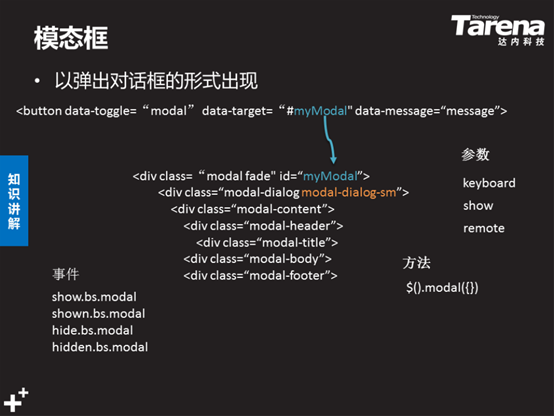 模态框
Technology
Tarena
达内科技
• 以弹出对话框的形式出现
<button data-toggle=“modal” data-target=“#myModal" data-message=“message”>
知识讲解
<div class=“modal fade" id=“myModal”>
<div class=“modal-dialog modal-dialog-sm”>
<div class=“modal-content”>
<div class=“modal-header”>
<div class=“modal-title”>
<div class=“modal-body”>
<div class=“modal-footer”>
参数
keyboard
show
remote
方法
$().modal({})
事件
show.bs.modal
shown.bs.modal
hide.bs.modal
hidden.bs.modal